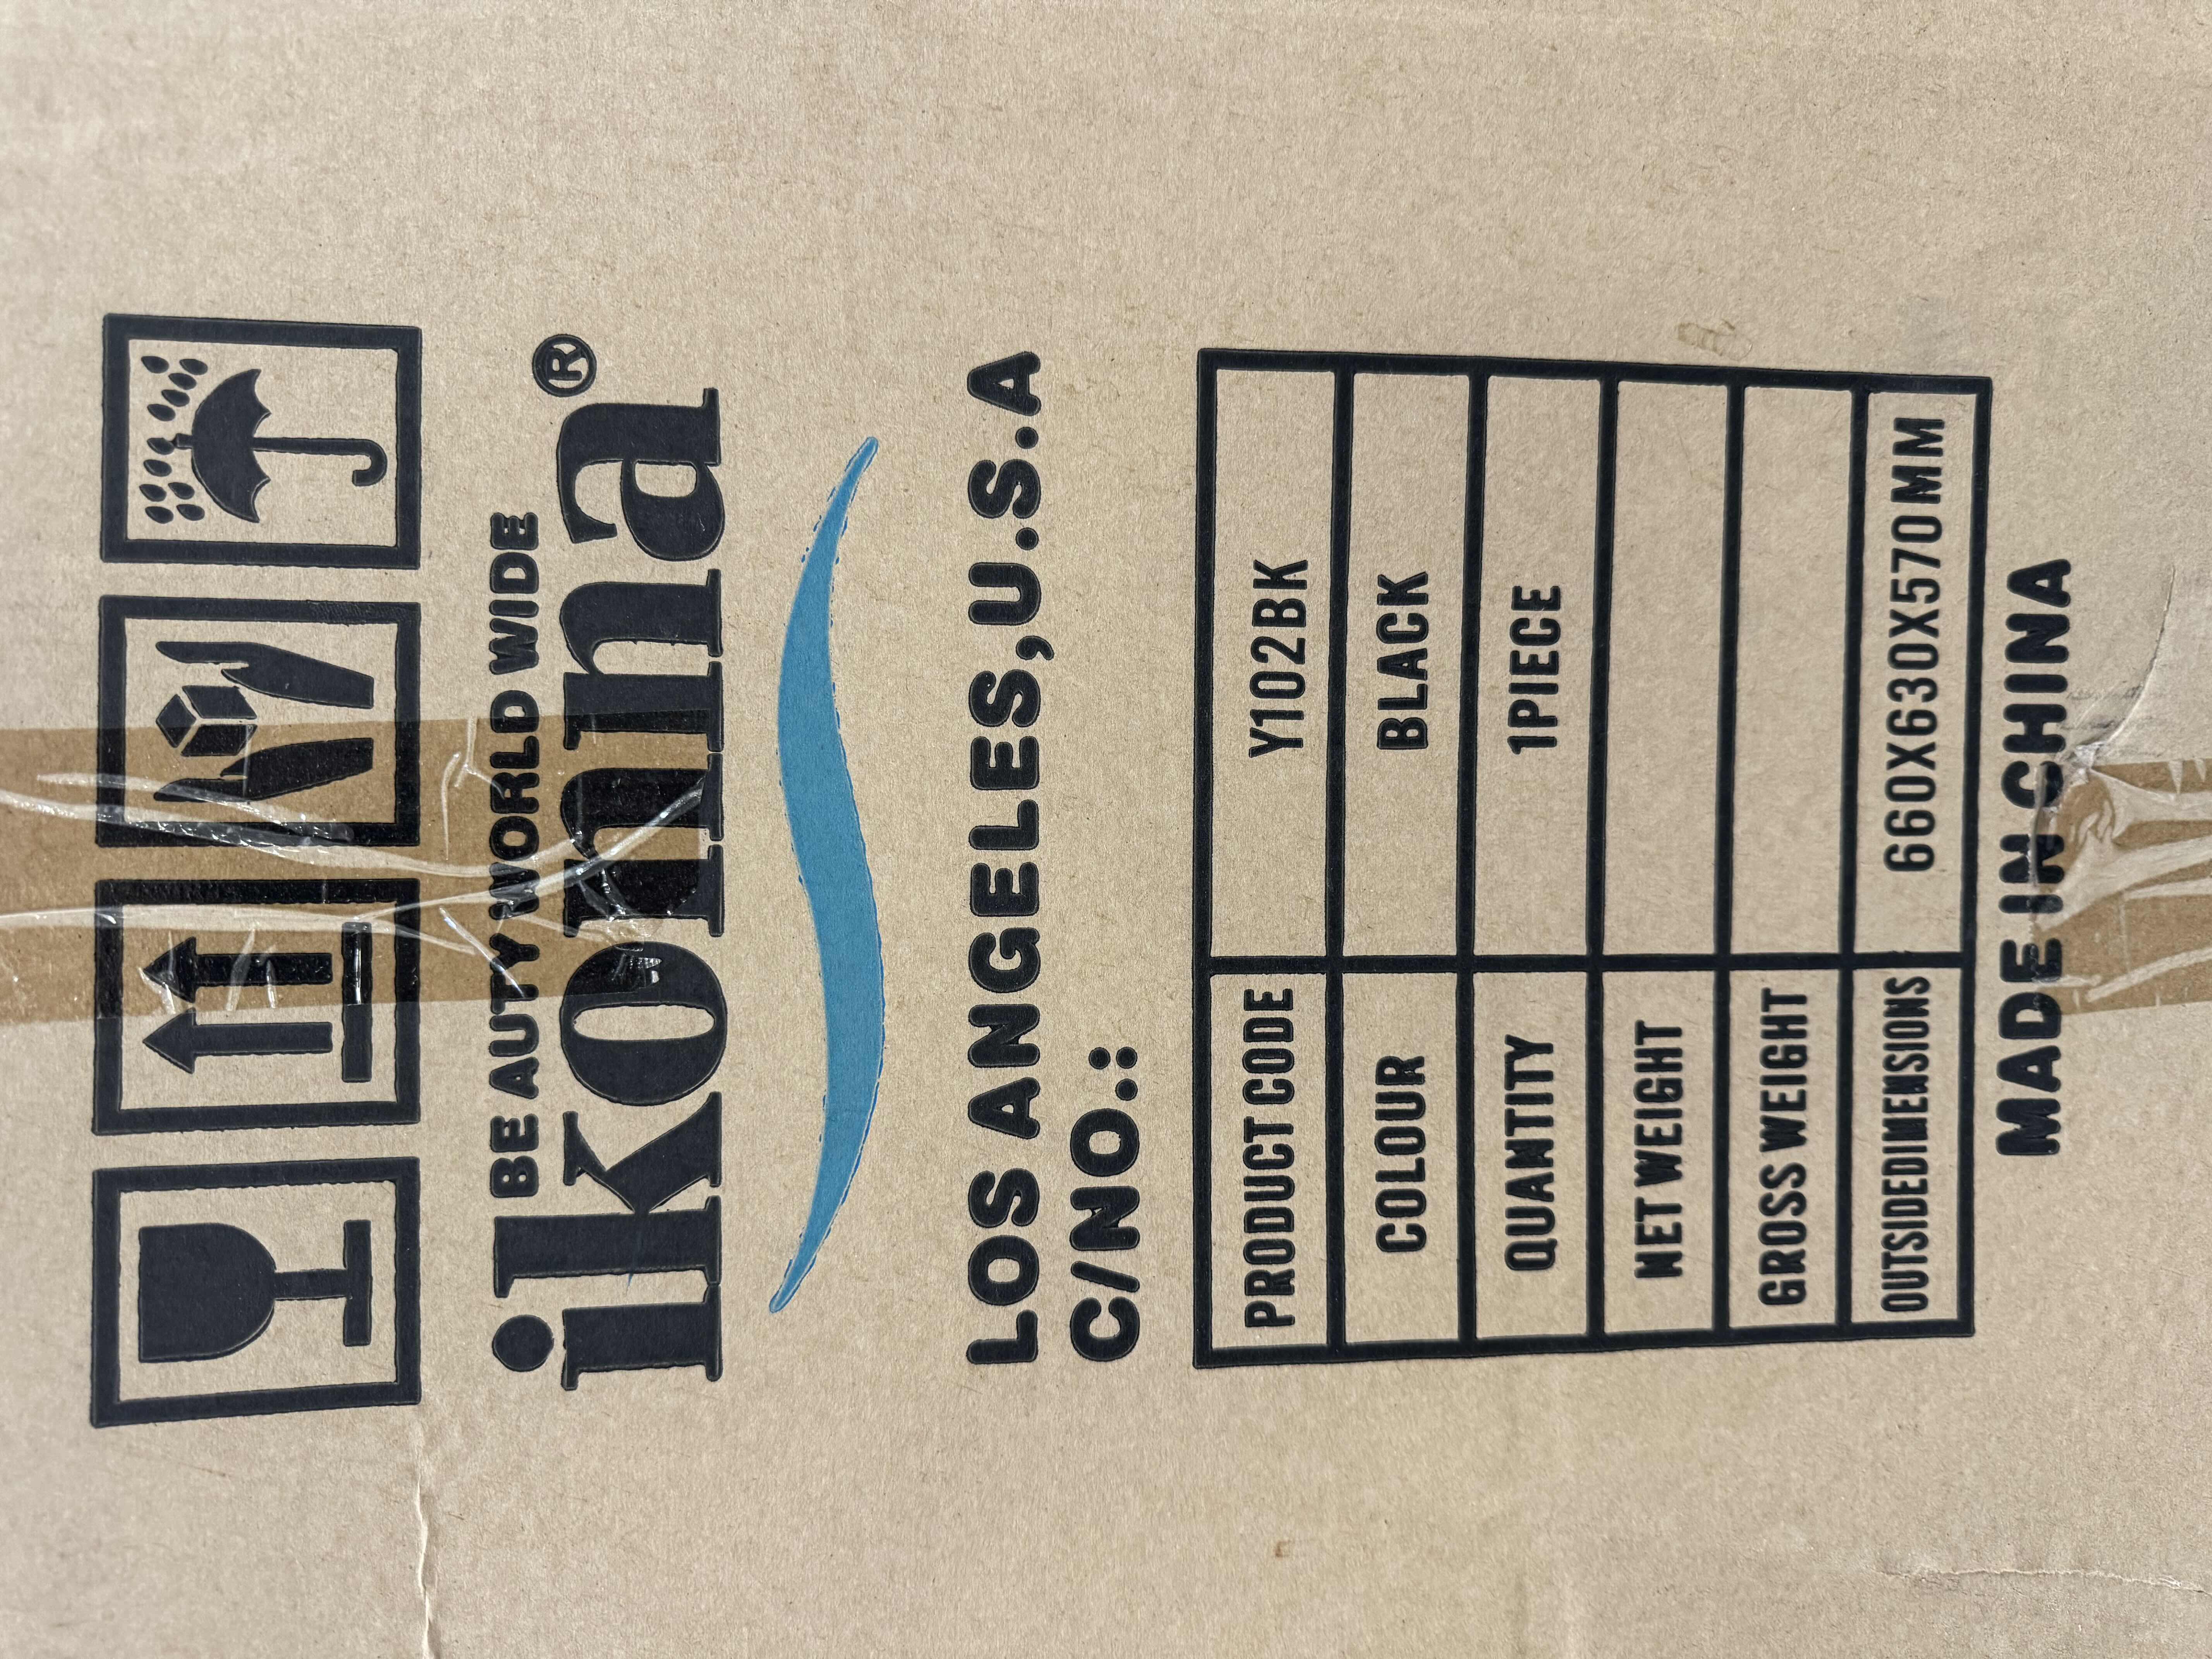 BE AUTY WORLD WIDE
ikonna®
LOS ANGELES,U.S.A
C/NO.:
PRODUCT CODE Y102BK
COLOUR BLACK
QUANTITY 1PIECE
NET WEIGHT
GROSS WEIGHT
OUTSIDEDIMENSIONS 660X630X570MM
MADE IN CHINA